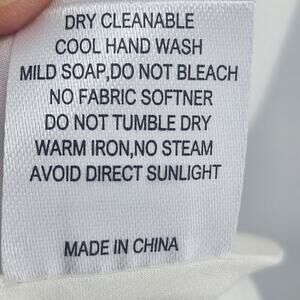 DRY CLEANABLE
COOL HAND WASH
MILD SOAP,DO NOT BLEACH
NO FABRIC SOFTNER
DO NOT TUMBLE DRY
WARM IRON,NO STEAM
AVOID DIRECT SUNLIGHT
MADE IN CHINA